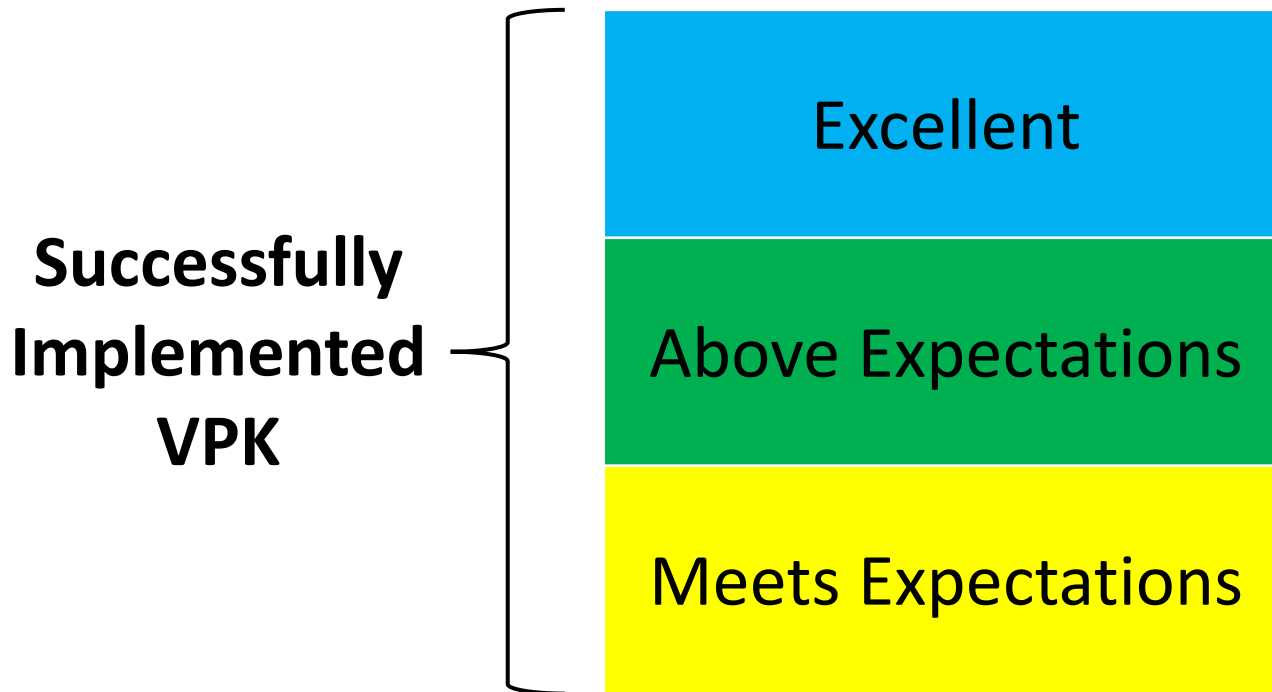 Successfully
Implemented
VPK
Excellent
Above Expectations
Meets Expectations